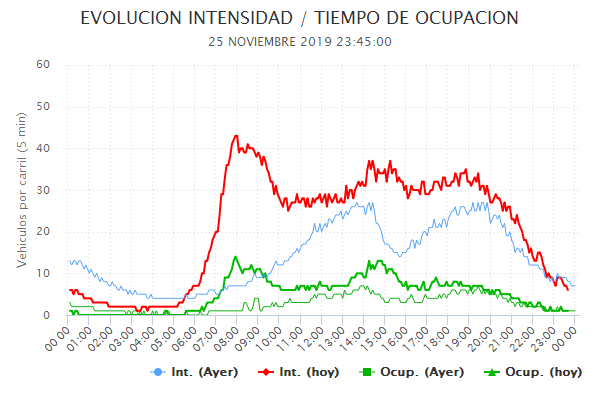 EVOLUCION INTENSIDAD / TIEMPO DE OCUPACION
25 NOVIEMBRE 2019 23:45:00
Vehículos por carril (5 min)
60
50
40
30
20
10
0
00:00 01:00 02:00 03:00 04:00 05:00 06:00 07:00 08:00 09:00 10:00 11:00 12:00 13:00 14:00 15:00 16:00 17:00 18:00 19:00 20:00 21:00 22:00 23:00 00:00
Int. (Ayer) Int. (hoy) Ocup. (Ayer) Ocup. (hoy)